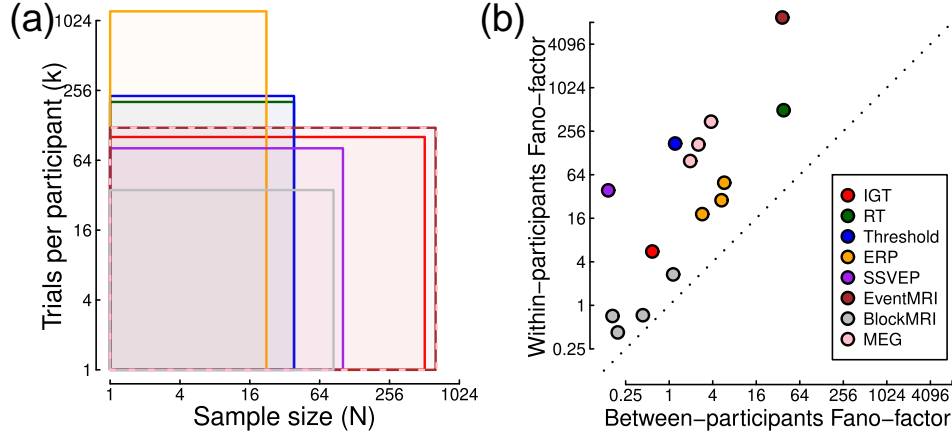 (a)
Trials per participant (k)
1024
256
64
16
4
1
1 4 16 64 256 1024
Sample size (N)
(b)
Within−participants Fano−factor
4096
1024
256
64
16
4
1
0.25
0.25 1 4 16 64 256 1024 4096
Between−participants Fano−factor
IGT
RT
Threshold
ERP
SSVEP
EventMRI
BlockMRI
MEG